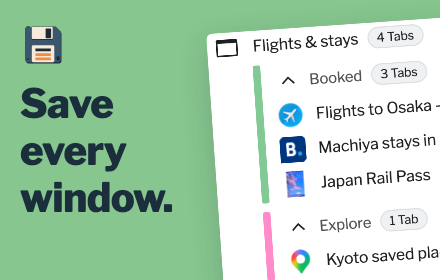 Save
every
window.
Flights & stays 4 Tabs
Booked 3 Tabs
Flights to Osaka -
B.
Machiya stays in
Japan Rail Pass
Explore 1 Tab
Kyoto saved pla